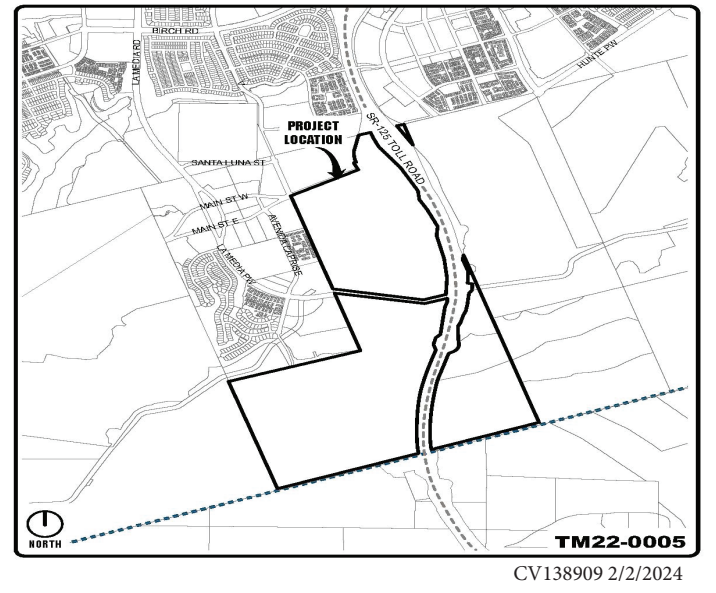 BIRCH RD
LA MEDIA RD
HUNTE PW
PROJECT
LOCATION
SR-125 TOLL ROAD
SANTA LUNA ST
MAIN ST W
MAIN ST E
AVENIDA CAPRISE
LA MEDIA PW
NORTH
TM22-0005
CV138909 2/2/2024